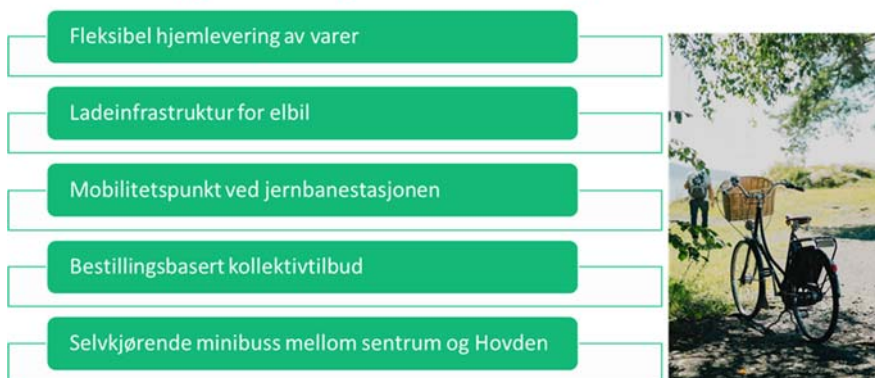 Fleksibel hjemlevering av varer
Ladeinfrastruktur for elbil
Mobilitetspunkt ved jernbanestasjonen
Bestillingsbasert kollektivtilbud
Selvkjørende minibuss mellom sentrum og Hovden